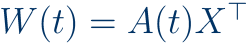 W(t) = A(t)X^⊤